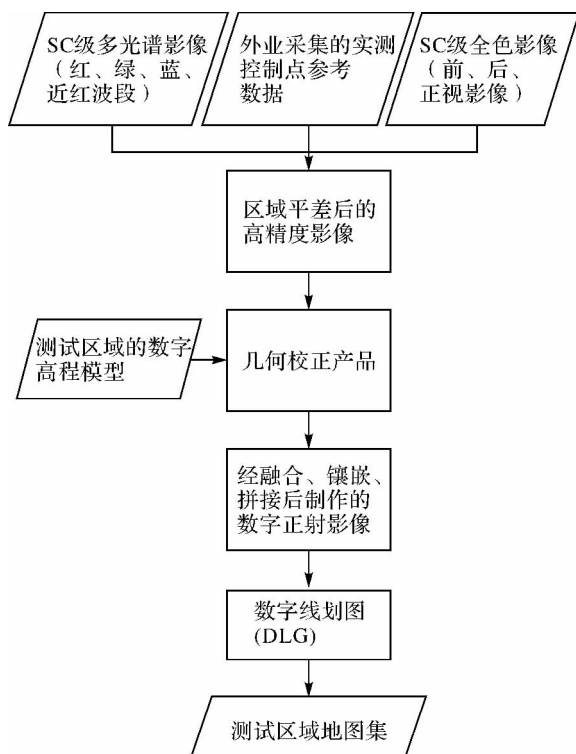 SC级多光谱影像
（红、绿、蓝、
近红波段）
外业采集的实测
控制点参考
数据
SC级全色影像
（前、后、
正视影像）
区域平差后的
高精度影像
测试区域的数字
高程模型
几何校正产品
经融合、镶嵌、
拼接后制作的
数字正射影像
数字线划图
(DLG)
测试区域地图集